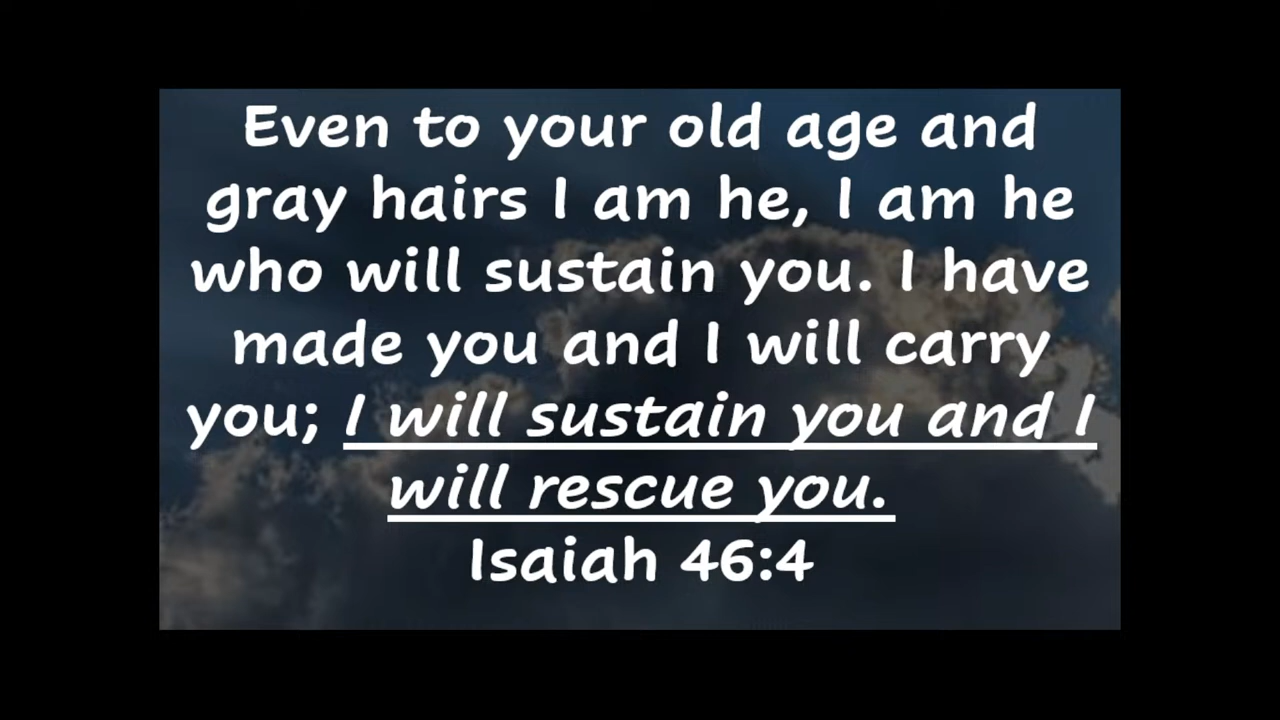 Even to your old age and
gray hairs I am he, I am he
who will sustain you. I have
made you and I will carry
you; I will sustain you and I
will rescue you.
Isaiah 46:4